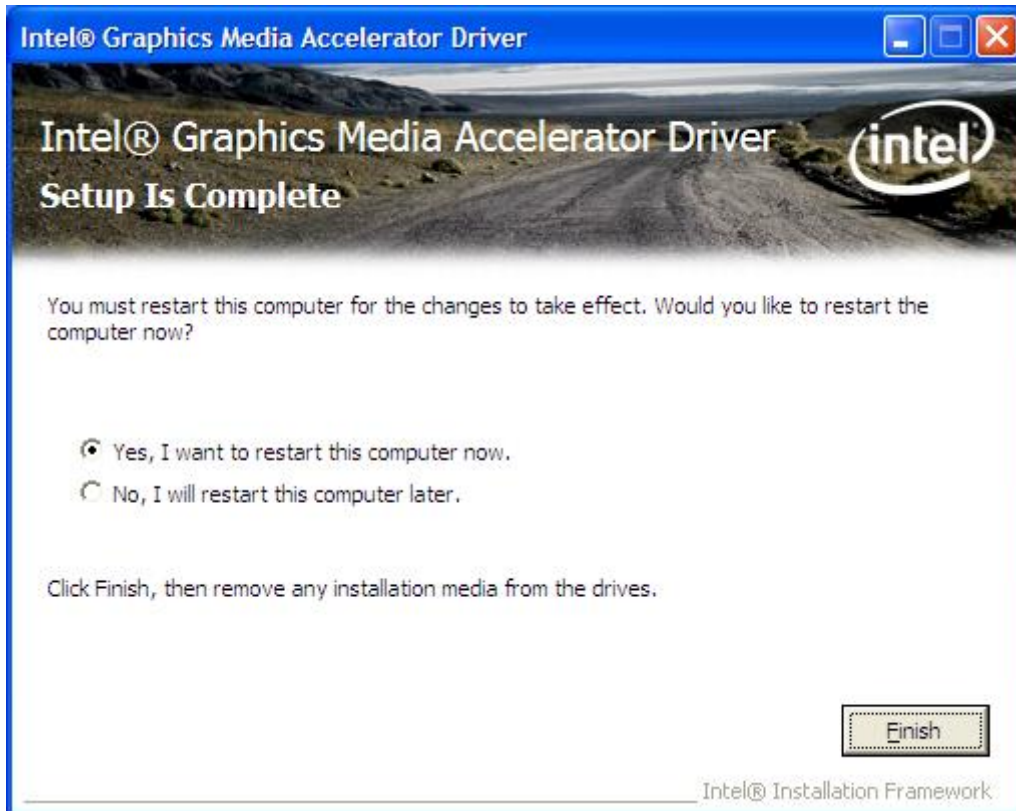 Intel® Graphics Media Accelerator Driver
Intel® Graphics Media Accelerator Driver
intel
Setup Is Complete
You must restart this computer for the changes to take effect. Would you like to restart the
computer now?
Yes, I want to restart this computer now.
No, I will restart this computer later.
Click Finish, then remove any installation media from the drives.
Finish
Intel® Installation Framework